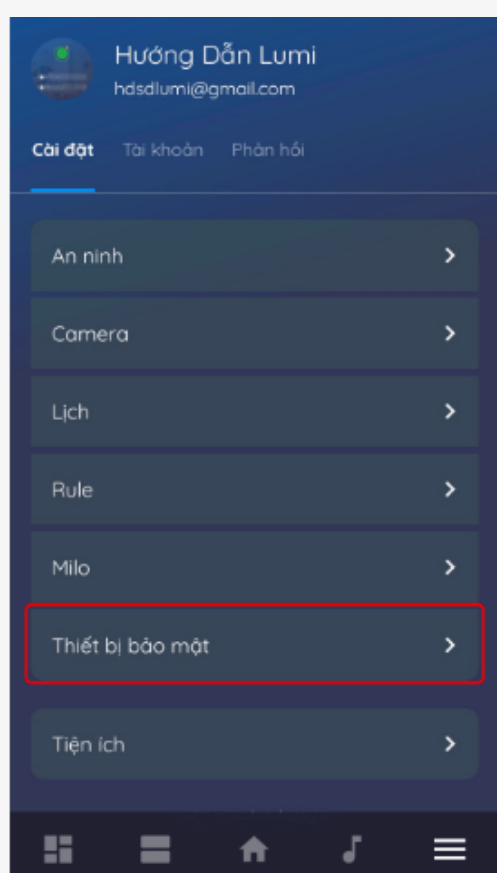 Hướng Dẫn Lumi
hdsdlumi@gmail.com
Cài đặt Tài khoản Phản hồi
An ninh
Camera
Lịch
Rule
Milo
Thiết bị bảo mật
Tiện ích